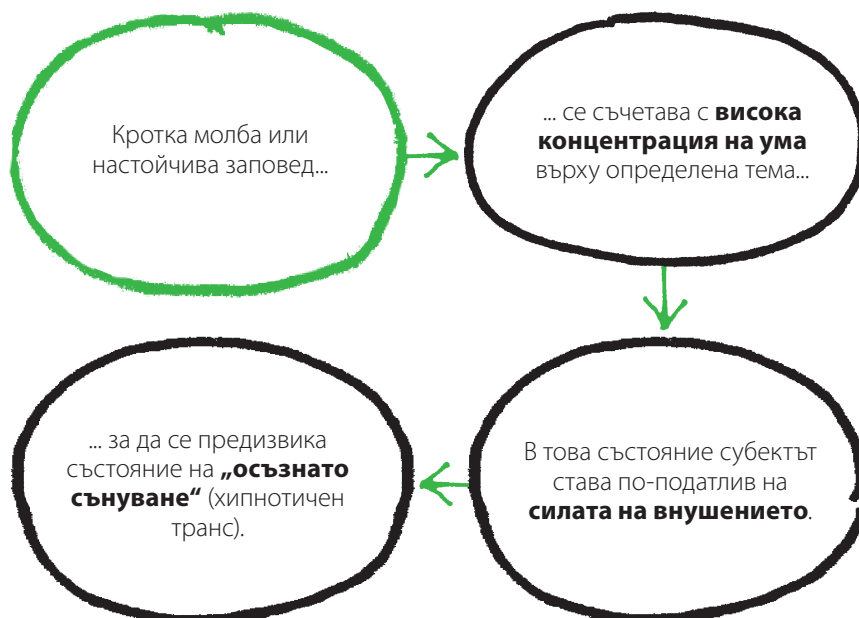 Кротка молба или
настойчива заповед...
... се съчетава с висока
концентрация на ума
върху определена тема...
В това състояние субектът
става по-податлив на
силата на внушението.
... за да се предизвика
състояние на „осъзнато
сънуване“ (хипнотичен
транс).